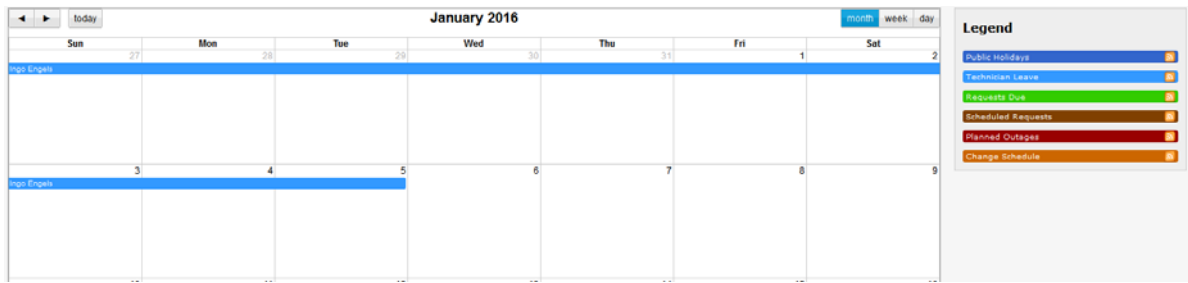 today
January 2016
month week day
Sun Mon Tue Wed Thu Fri Sat
27 28 29 30 31 1 2
Ingo Engels
3 4 5 6 7 8 9
Ingo Engels
Legend
Public Holidays
Technician Leave
Requests Due
Scheduled Requests
Planned Outages
Change Schedule